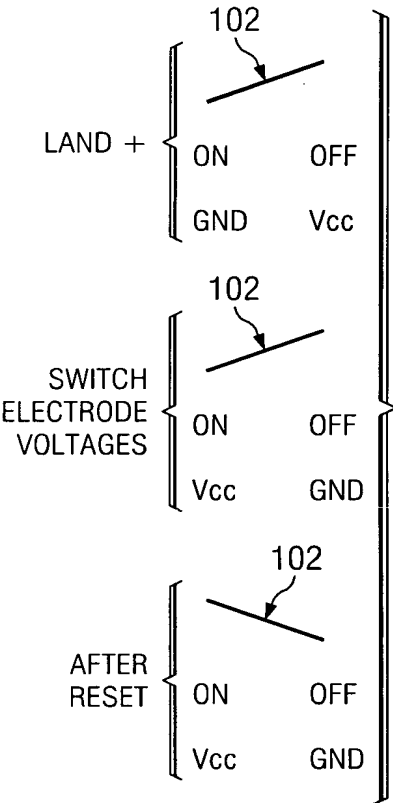 102
LAND +
ON OFF
GND Vcc
102
SWITCH
ELECTRODE
VOLTAGES
ON OFF
Vcc GND
102
AFTER
RESET
ON OFF
Vcc GND